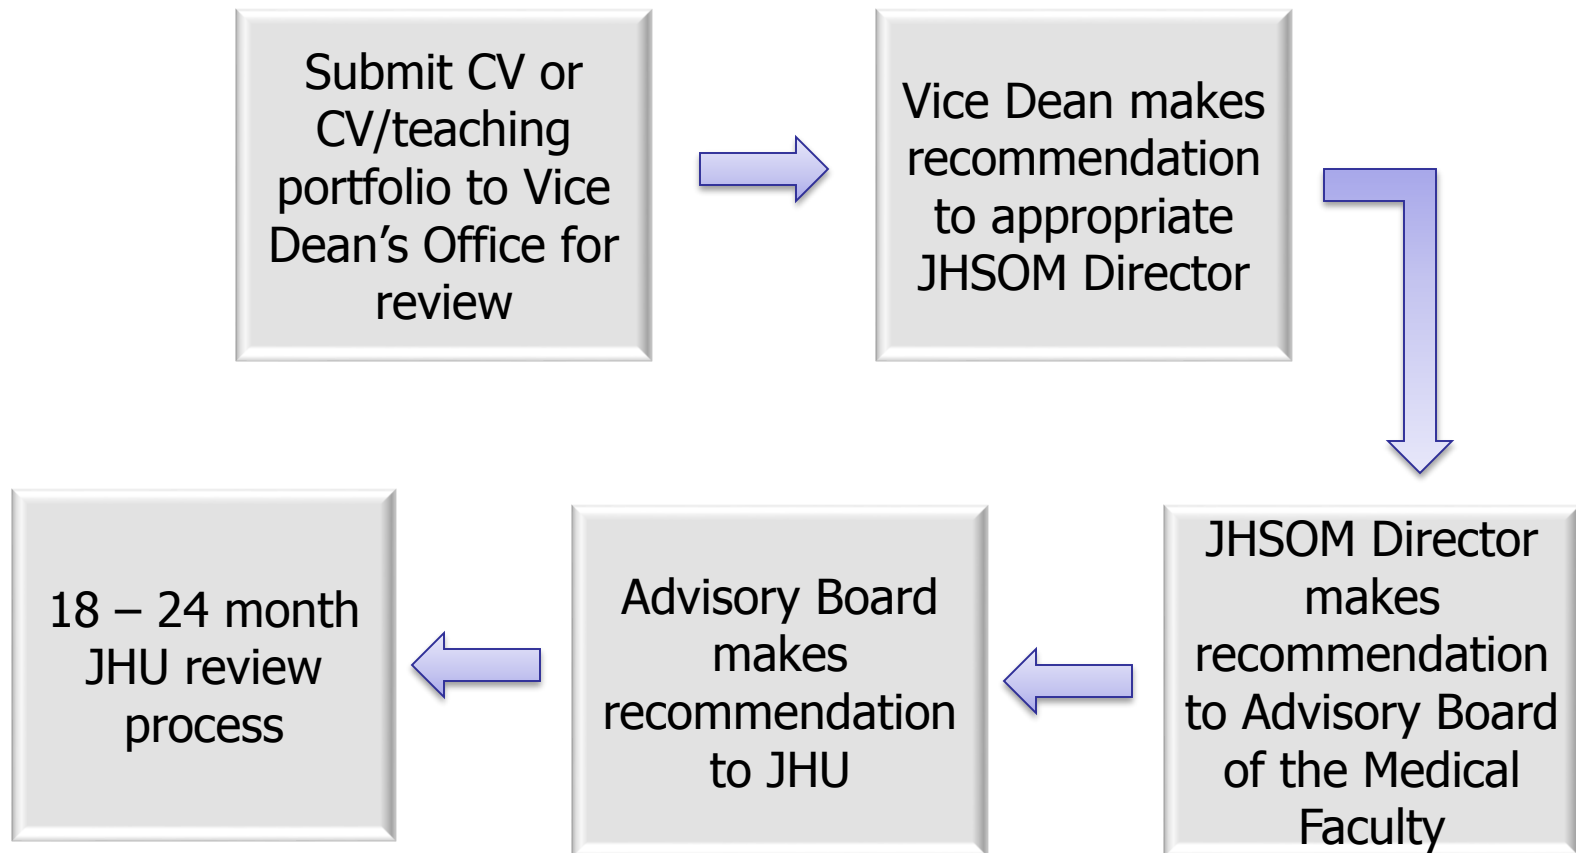 Submit CV or
CV/teaching
portfolio to Vice
Dean’s Office for
review
Vice Dean makes
recommendation
to appropriate
JHSOM Director
JHSOM Director
makes
recommendation
to Advisory Board
of the Medical
Faculty
Advisory Board
makes
recommendation
to JHU
18 – 24 month
JHU review
process